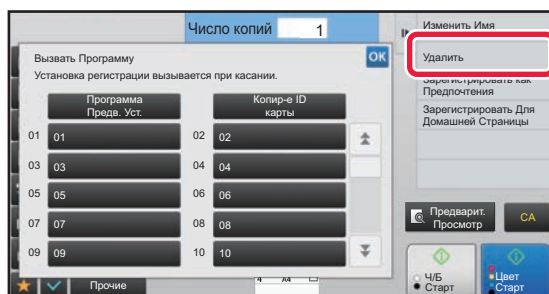 Число копий 1
Изменить Имя
Вызвать Программу
OK
Удалить
Установка регистрации вызывается при касании.
Зарегистрировать как
Предпочтения
Программа
Предв. Уст.
Копир-е ID
карты
Зарегистрировать Для
Домашней Страницы
01 01
02 02
03 03
04 04
05 05
06 06
07 07
08 08
Предварит.
Просмотр
CA
09 09
10 10
Прочие
A4
Ч/Б
Старт
Цвет
Старт